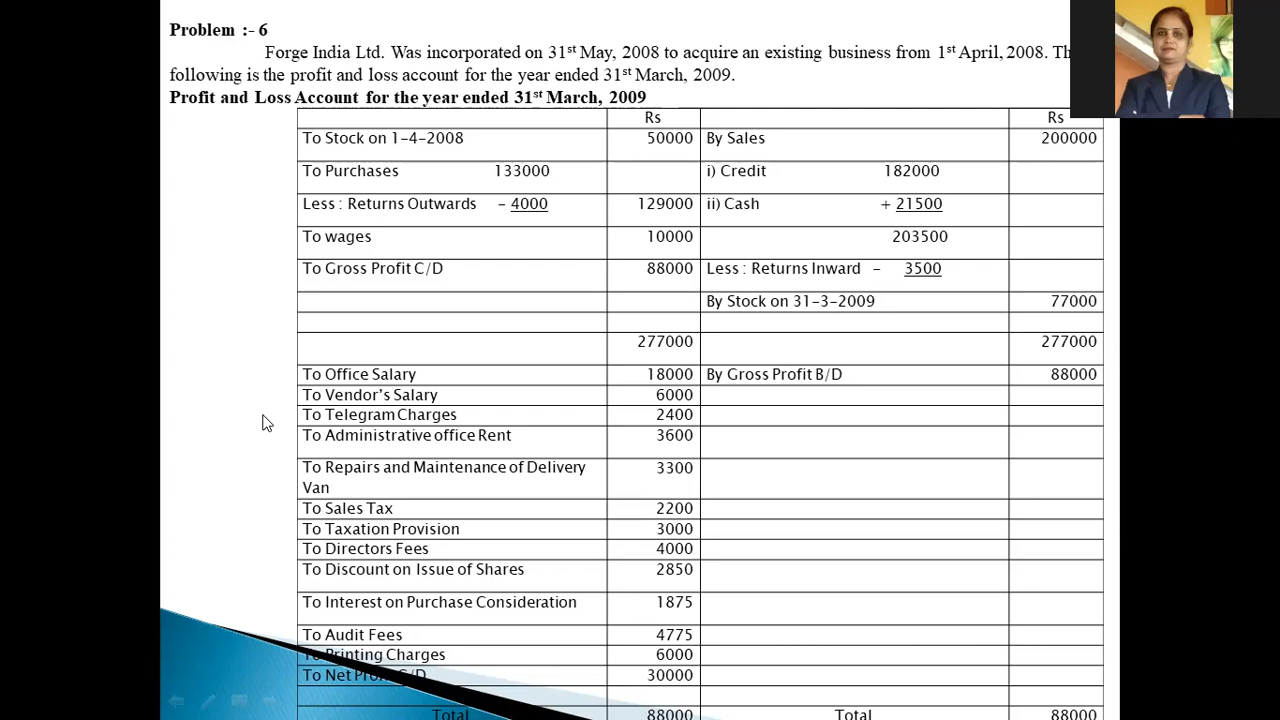 Problem :- 6
Forge India Ltd. Was incorporated on 31st May, 2008 to acquire an existing business from 1st April, 2008. Th
following is the profit and loss account for the year ended 31st March, 2009.
Profit and Loss Account for the year ended 31st March, 2009
Rs Rs
To Stock on 1-4-2008 50000 By Sales 200000
To Purchases 133000 i) Credit 182000
Less : Returns Outwards - 4000 129000 ii) Cash + 21500
To wages 10000 203500
To Gross Profit C/D 88000 Less : Returns Inward - 3500
By Stock on 31-3-2009 77000
277000 277000
To Office Salary 18000 By Gross Profit B/D 88000
To Vendor's Salary 6000
To Telegram Charges 2400
To Administrative office Rent 3600
To Repairs and Maintenance of Delivery
Van 3300
To Sales Tax 2200
To Taxation Provision 3000
To Directors Fees 4000
To Discount on Issue of Shares 2850
To Interest on Purchase Consideration 1875
To Audit Fees 4775
To Printing Charges 6000
To Net Profit C/D 30000
Total 88000 Total 88000